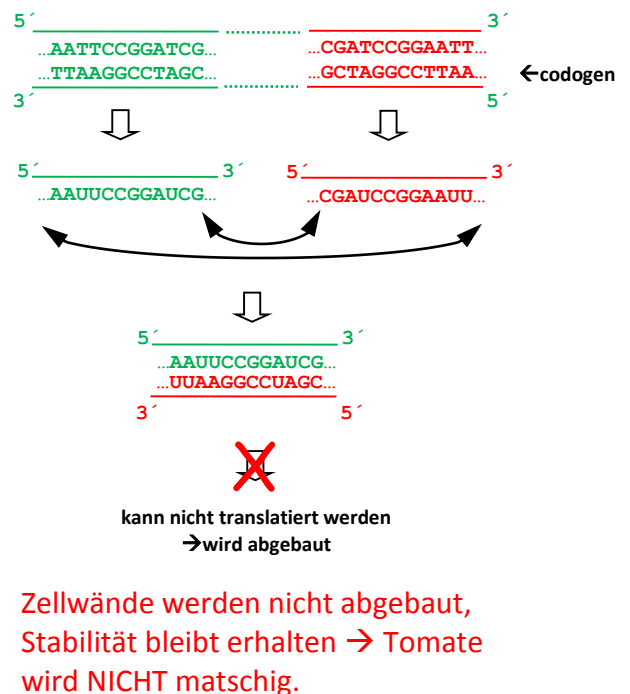 5´ 3´
…AATTCCGGATCG… …CGATCCGGAATT…
…TTAAGGCCTAGC… …GCTAGGCCTTAA… ←codogen
3´ 5´
5´ 3´ 5´ 3´
…AAUUCCGGAUCG… …CGAUCCGGAAUU…
5´ 3´
…AAUUCCGGAUCG…
…UUAAGGCCUAGC…
3´ 5´
kann nicht translatiert werden
→wird abgebaut
Zellwände werden nicht abgebaut,
Stabilität bleibt erhalten → Tomate
wird NICHT matschig.